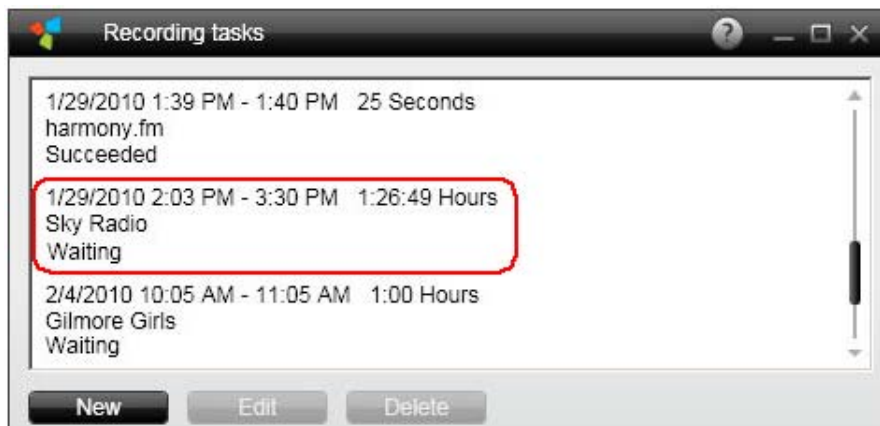 Recording tasks
?
1/29/2010 1:39 PM - 1:40 PM 25 Seconds
harmony.fm
Succeeded
1/29/2010 2:03 PM - 3:30 PM 1:26:49 Hours
Sky Radio
Waiting
2/4/2010 10:05 AM - 11:05 AM 1:00 Hours
Gilmore Girls
Waiting
New Edit Delete